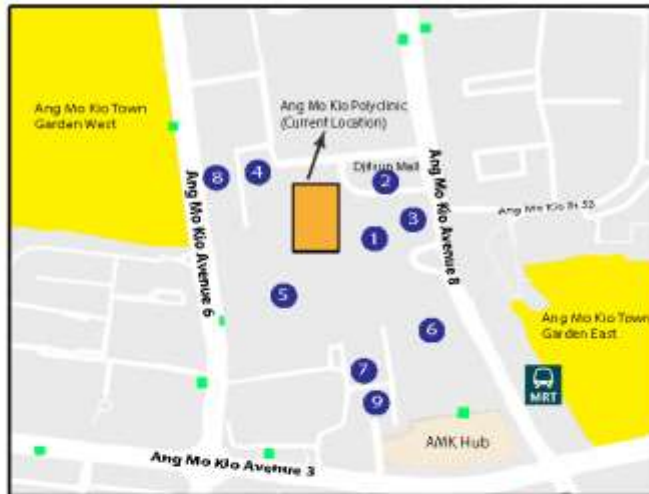 Ang Mo Kio Town
Garden West
Ang Mo Kio Polyclinic
(Current Location)
Djitsun Mall
8
4
2
3
1
Ang Mo Kio Avenue 6
Ang Mo Kio Avenue 8
Ang Mo Kio St 53
5
6
Ang Mo Kio Town
Garden East
7
9
MRT
AMK Hub
Ang Mo Kio Avenue 3